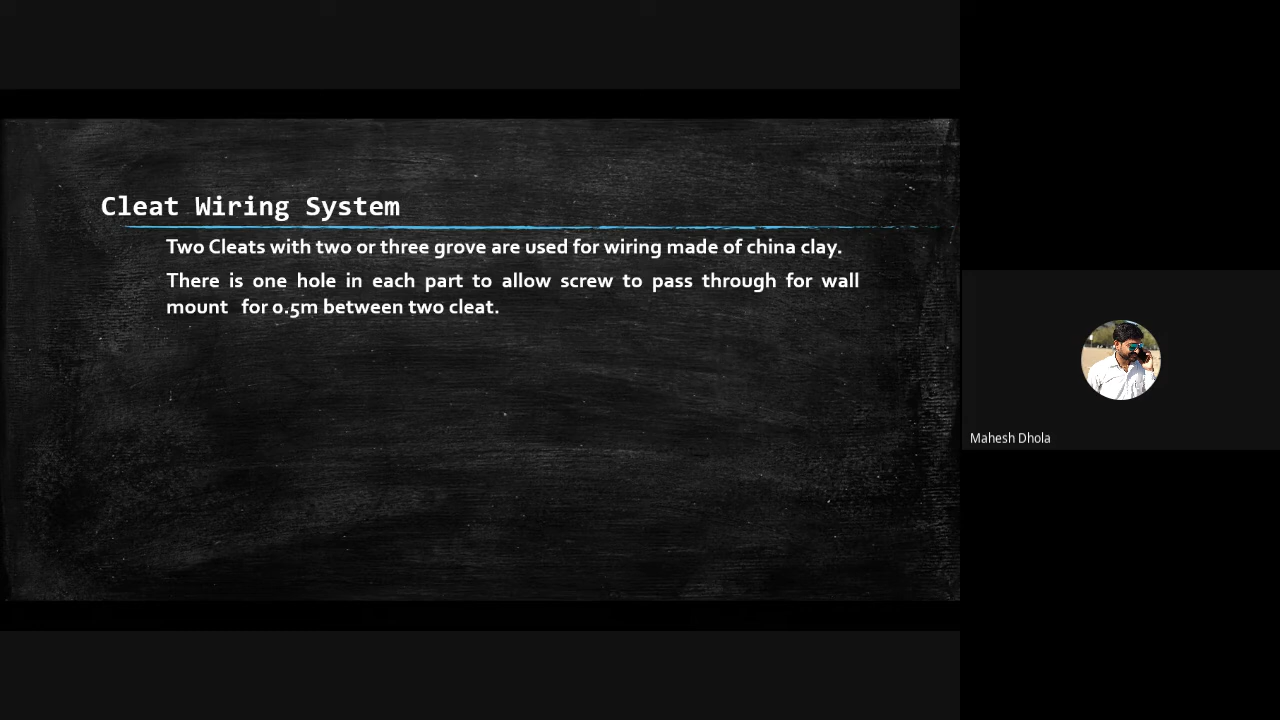 Cleat Wiring System
Two Cleats with two or three grove are used for wiring made of china clay.
There is one hole in each part to allow screw to pass through for wall
mount for 0.5m between two cleat.
Mahesh Dhola